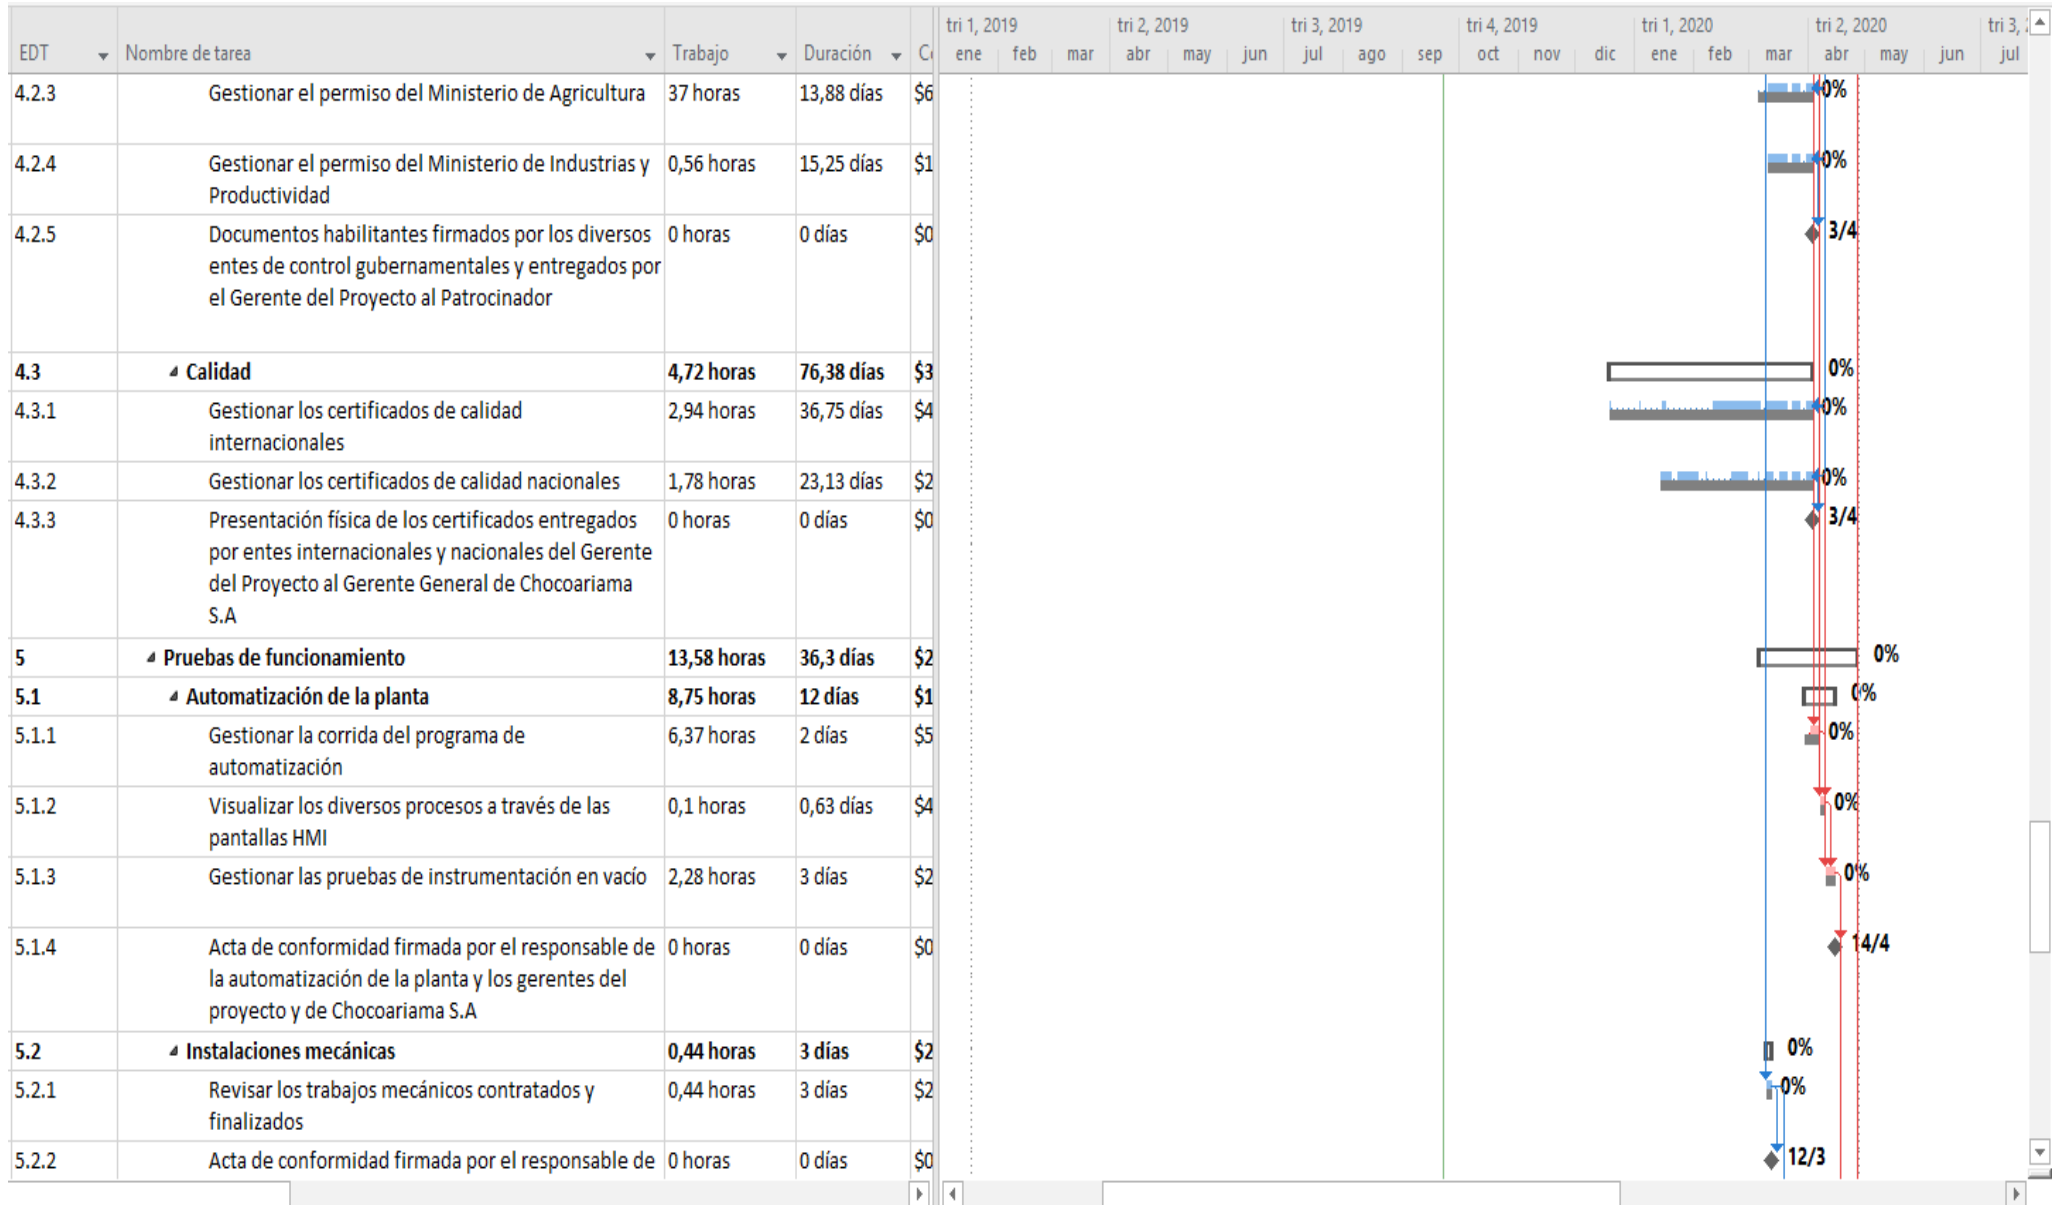 tri 1, 2019 tri 2, 2019 tri 3, 2019 tri 4, 2019 tri 1, 2020 tri 2, 2020 tri 3,
EDT Nombre de tarea Trabajo Duración ene feb mar abr may jun jul ago sep oct nov dic ene feb mar abr may jun jul
4.2.3 Gestionar el permiso del Ministerio de Agricultura 37 horas 13,88 días $6 0%
4.2.4 Gestionar el permiso del Ministerio de Industrias y 0,56 horas 15,25 días $1 0%
Productividad
4.2.5 Documentos habilitantes firmados por los diversos 0 horas 0 días $0 3/4
entes de control gubernamentales y entregados por
el Gerente del Proyecto al Patrocinador
4.3 Calidad 4,72 horas 76,38 días $3 0%
4.3.1 Gestionar los certificados de calidad 2,94 horas 36,75 días $4 0%
internacionales
4.3.2 Gestionar los certificados de calidad nacionales 1,78 horas 23,13 días $2 0%
4.3.3 Presentación física de los certificados entregados 0 horas 0 días $0 3/4
por entes internacionales y nacionales del Gerente
del Proyecto al Gerente General de Chocoariama
S.A
5 Pruebas de funcionamiento 13,58 horas 36,3 días $2 0%
5.1 Automatización de la planta 8,75 horas 12 días $1 0%
5.1.1 Gestionar la corrida del programa de 6,37 horas 2 días $5 0%
automatización
5.1.2 Visualizar los diversos procesos a través de las 0,1 horas 0,63 días $4 0%
pantallas HMI
5.1.3 Gestionar las pruebas de instrumentación en vacío 2,28 horas 3 días $2 0%
5.1.4 Acta de conformidad firmada por el responsable de 0 horas 0 días $0 14/4
la automatización de la planta y los gerentes del
proyecto y de Chocoariama S.A
5.2 Instalaciones mecánicas 0,44 horas 3 días $2 0%
5.2.1 Revisar los trabajos mecánicos contratados y 0,44 horas 3 días $2 0%
finalizados
5.2.2 Acta de conformidad firmada por el responsable de 0 horas 0 días $0 12/3